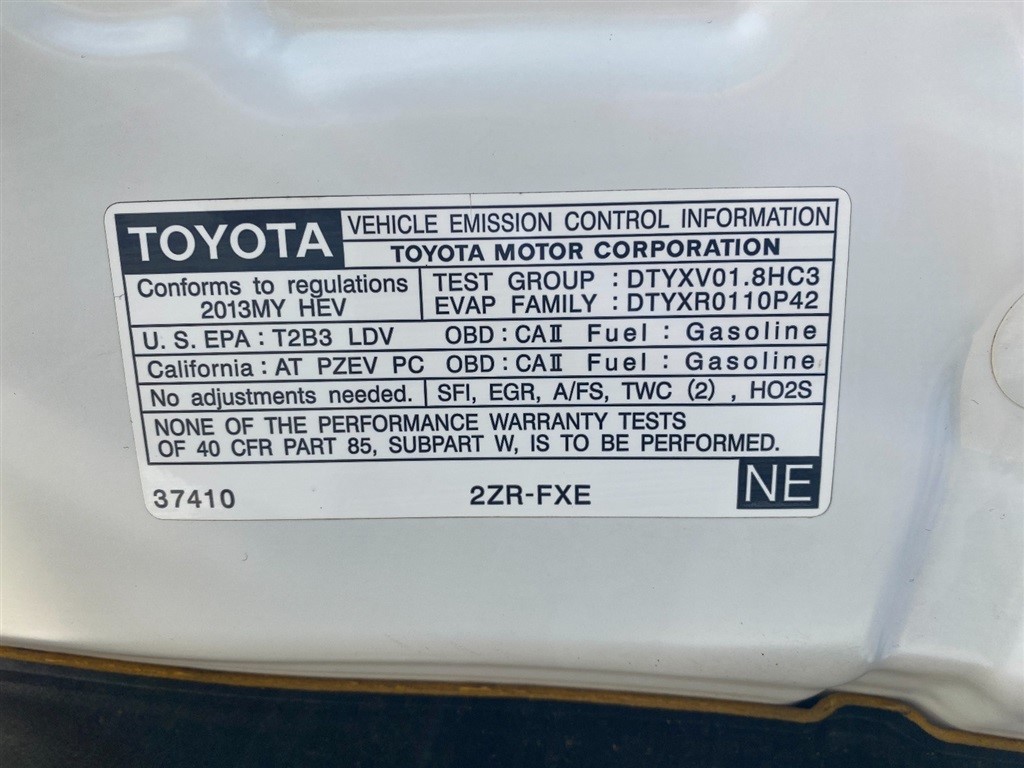 TOYOTA
VEHICLE EMISSION CONTROL INFORMATION
TOYOTA MOTOR CORPORATION
Conforms to regulations
2013MY HEV
TEST GROUP : DTYXV01.8HC3
EVAP FAMILY : DTYXR0110P42
U. S. EPA : T2B3 LDV OBD : CAⅡ Fuel : Gasoline
California : AT PZEV PC OBD : CAⅡ Fuel : Gasoline
No adjustments needed. SFI, EGR, A/FS, TWC (2) , HO2S
NONE OF THE PERFORMANCE WARRANTY TESTS
OF 40 CFR PART 85, SUBPART W, IS TO BE PERFORMED.
37410 2ZR-FXE NE